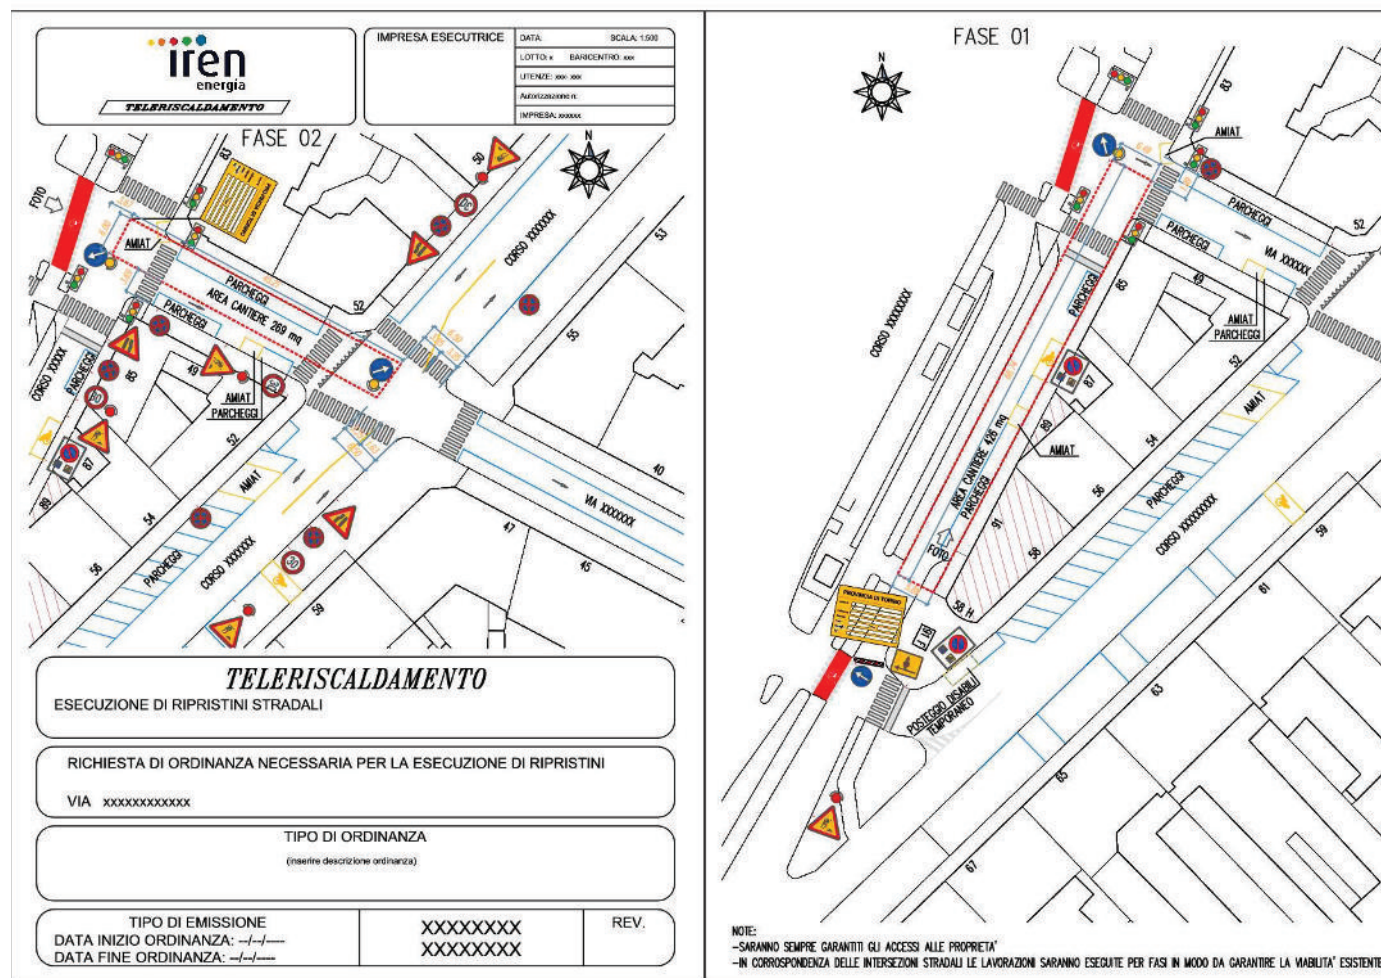 iren
energia
TELERISCALDAMENTO
IMPRESA ESECUTRICE
DATA: SCALA: 1:500
LOTTO: x BARICENTRO: xxx
UTENZE: xxx- xxx
Autorizzazione n:
IMPRESA: xxxxxx
FASE 02
N
83
50
30
FOTO
AMIAT
PARCHEGGI
AREA CANTIERE 269 mq
PARCHEGGI
CORSO XXXXXXX
53
55
52
CORSO XXXXX
PARCHEGGI
85
49
30
30
AMIAT
PARCHEGGI
52
87
89
54
AMIAT
56
PARCHEGGI
CORSO XXXXXXX
30
59
40
VIA XXXXXXX
47
45
TELERISCALDAMENTO
ESECUZIONE DI RIPRISTINI STRADALI
RICHIESTA DI ORDINANZA NECESSARIA PER LA ESECUZIONE DI RIPRISTINI
VIA xxxxxxxxxxxx
TIPO DI ORDINANZA
(inserire descrizione ordinanza)
TIPO DI EMISSIONE
DATA INIZIO ORDINANZA: --/--/----
DATA FINE ORDINANZA: --/--/----
XXXXXXXX
XXXXXXXX
REV.
FASE 01
N
83
AMIAT
PARCHEGGI
52
PARCHEGGI
VIA XXXXXX
49
AMIAT
PARCHEGGI
CORSO XXXXXXXX
PARCHEGGI
85
52
87
89
AMIAT
AMIAT
54
AREA CANTIERE 426 mq
PARCHEGGI
91
56
PARCHEGGI
CORSO XXXXXXXXX
59
FOTO
58
58 H
61
PROVINCIA DI TORINO
POSTEGGIO DISABILI
TEMPORANEO
63
65
67
NOTE:
-SARANNO SEMPRE GARANTITI GLI ACCESSI ALLE PROPRIETA'
-IN CORRISPONDENZA DELLE INTERSEZIONI STRADALI LE LAVORAZIONI SARANNO ESEGUITE PER FASI IN MODO DA GARANTIRE LA VIABILITA' ESISTENTE